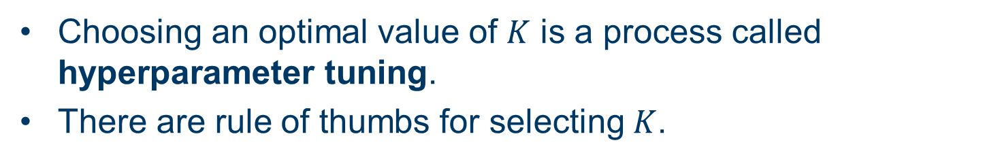 • Choosing an optimal value of K is a process called
hyperparameter tuning.
• There are rule of thumbs for selecting K.